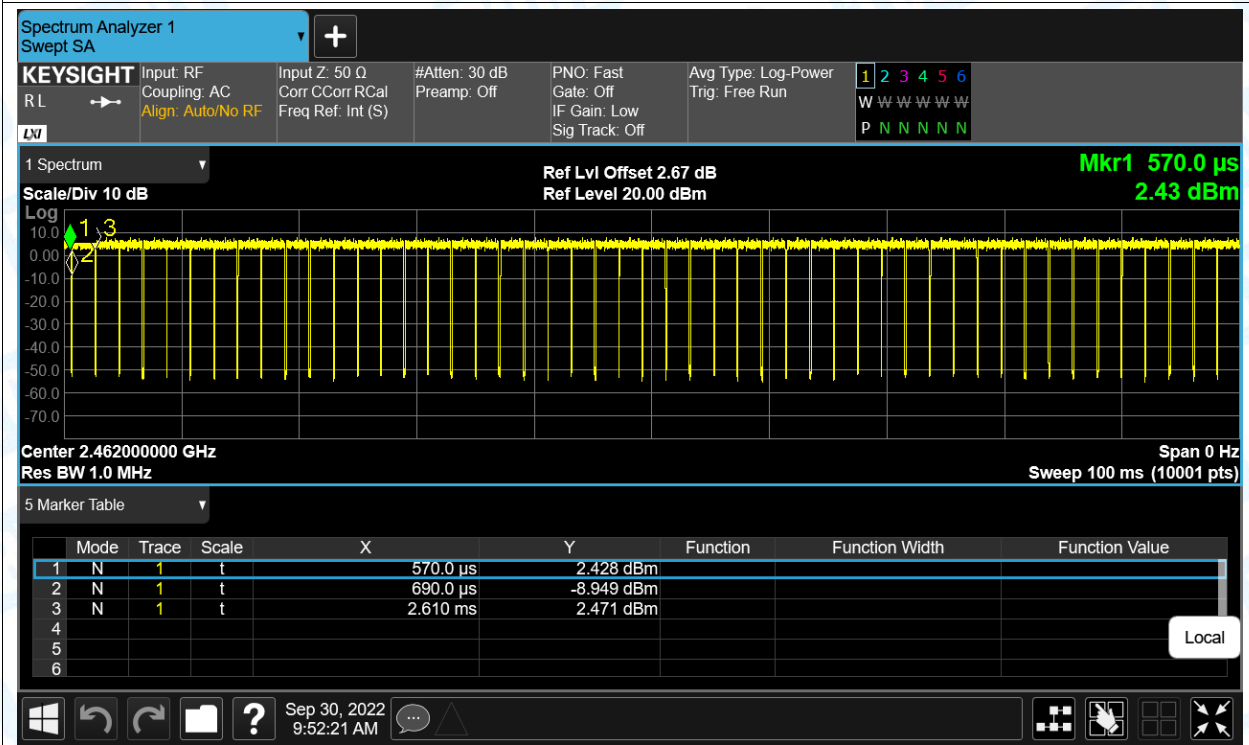 Spectrum Analyzer 1
Swept SA
KEYSIGHT
R L
LXI
Input: RF
Coupling: AC
Align: Auto/No RF
Input Z: 50 Ω
Corr CCorr RCal
Freq Ref: Int (S)
#Atten: 30 dB
Preamp: Off
PNO: Fast
Gate: Off
IF Gain: Low
Sig Track: Off
Avg Type: Log-Power
Trig: Free Run
1 2 3 4 5 6
W W W W W W
P N N N N N
1 Spectrum
Scale/Div 10 dB
Ref Lvl Offset 2.67 dB
Ref Level 20.00 dBm
Mkr1 570.0 µs
2.43 dBm
Log
10.0
0.00
-10.0
-20.0
-30.0
-40.0
-50.0
-60.0
-70.0
1 3
2
Center 2.462000000 GHz
Span 0 Hz
Res BW 1.0 MHz
Sweep 100 ms (10001 pts)
5 Marker Table
Mode Trace Scale X Y Function Function Width Function Value
1 N 1 t 570.0 µs 2.428 dBm
2 N 1 t 690.0 µs -8.949 dBm
3 N 1 t 2.610 ms 2.471 dBm
4
5
6
Local
?
Sep 30, 2022
9:52:21 AM